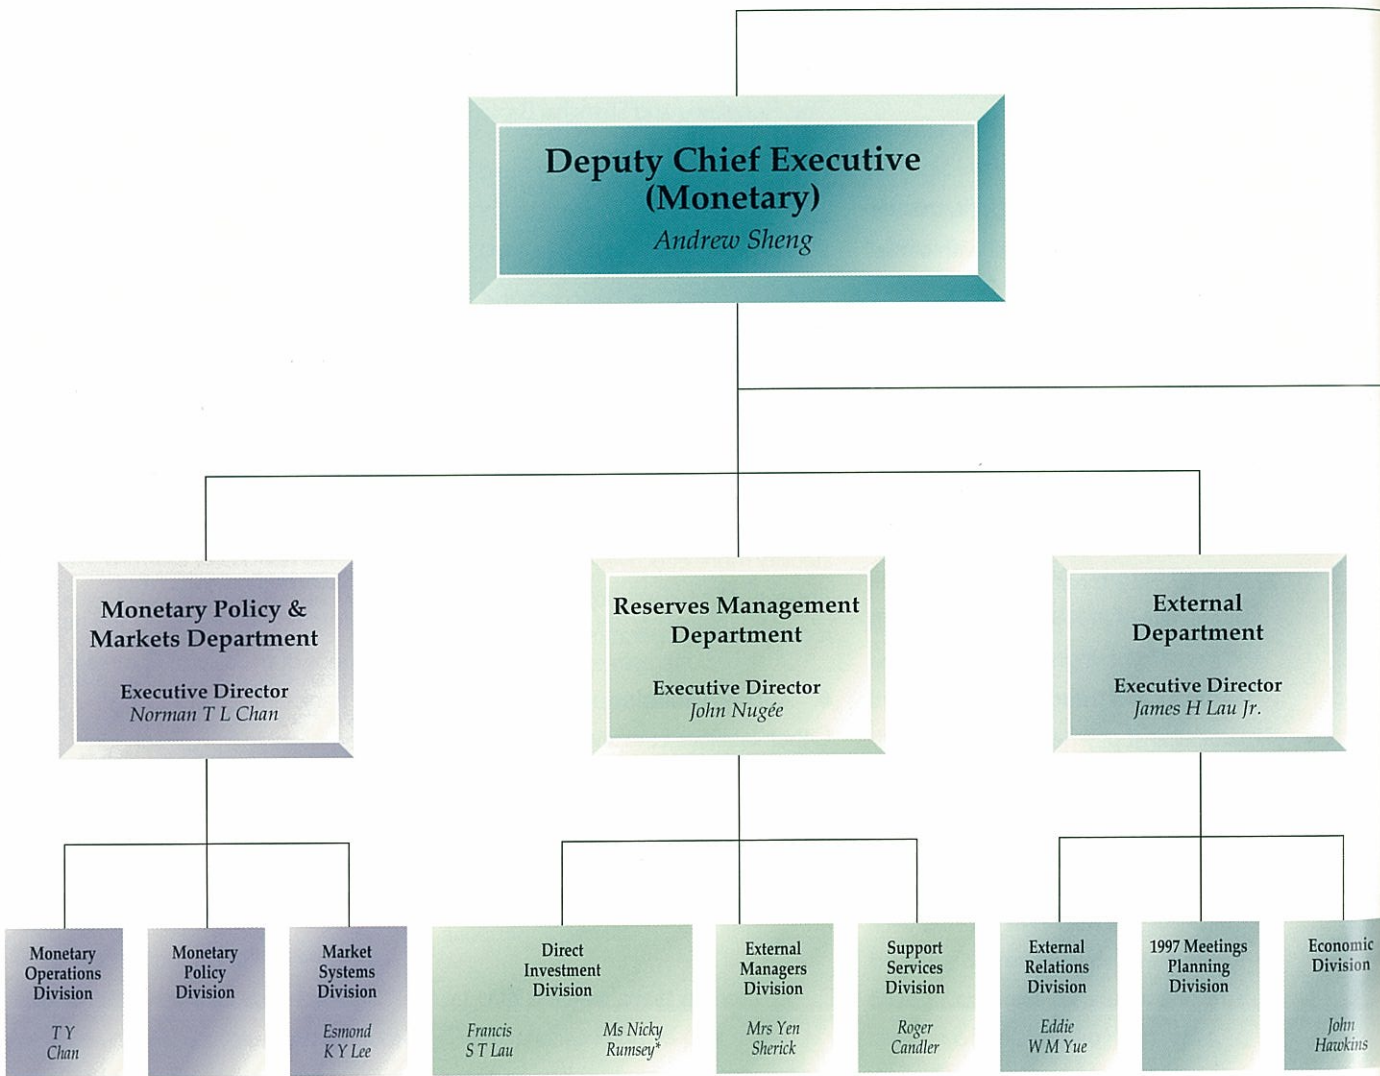 Deputy Chief Executive
(Monetary)
Andrew Sheng
Monetary Policy &
Markets Department
Executive Director
Norman T L Chan
Reserves Management
Department
Executive Director
John Nugée
External
Department
Executive Director
James H Lau Jr.
Monetary
Operations
Division
T Y
Chan
Monetary
Policy
Division
Market
Systems
Division
Esmond
K Y Lee
Direct
Investment
Division
Francis
S T Lau
Ms Nicky
Rumsey*
External
Managers
Division
Mrs Yen
Sherick
Support
Services
Division
Roger
Candler
External
Relations
Division
Eddie
W M Yue
1997 Meetings
Planning
Division
Economic
Division
John
Hawkins